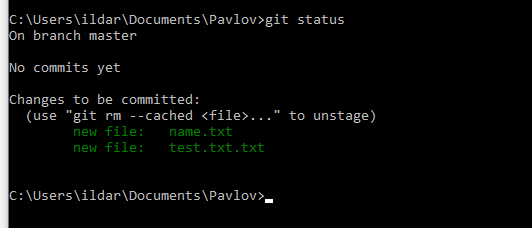 C:\Users\ildar\Documents\Pavlov>git status
On branch master
No commits yet
Changes to be committed:
(use "git rm --cached <file>..." to unstage)
new file: name.txt
new file: test.txt.txt
C:\Users\ildar\Documents\Pavlov>